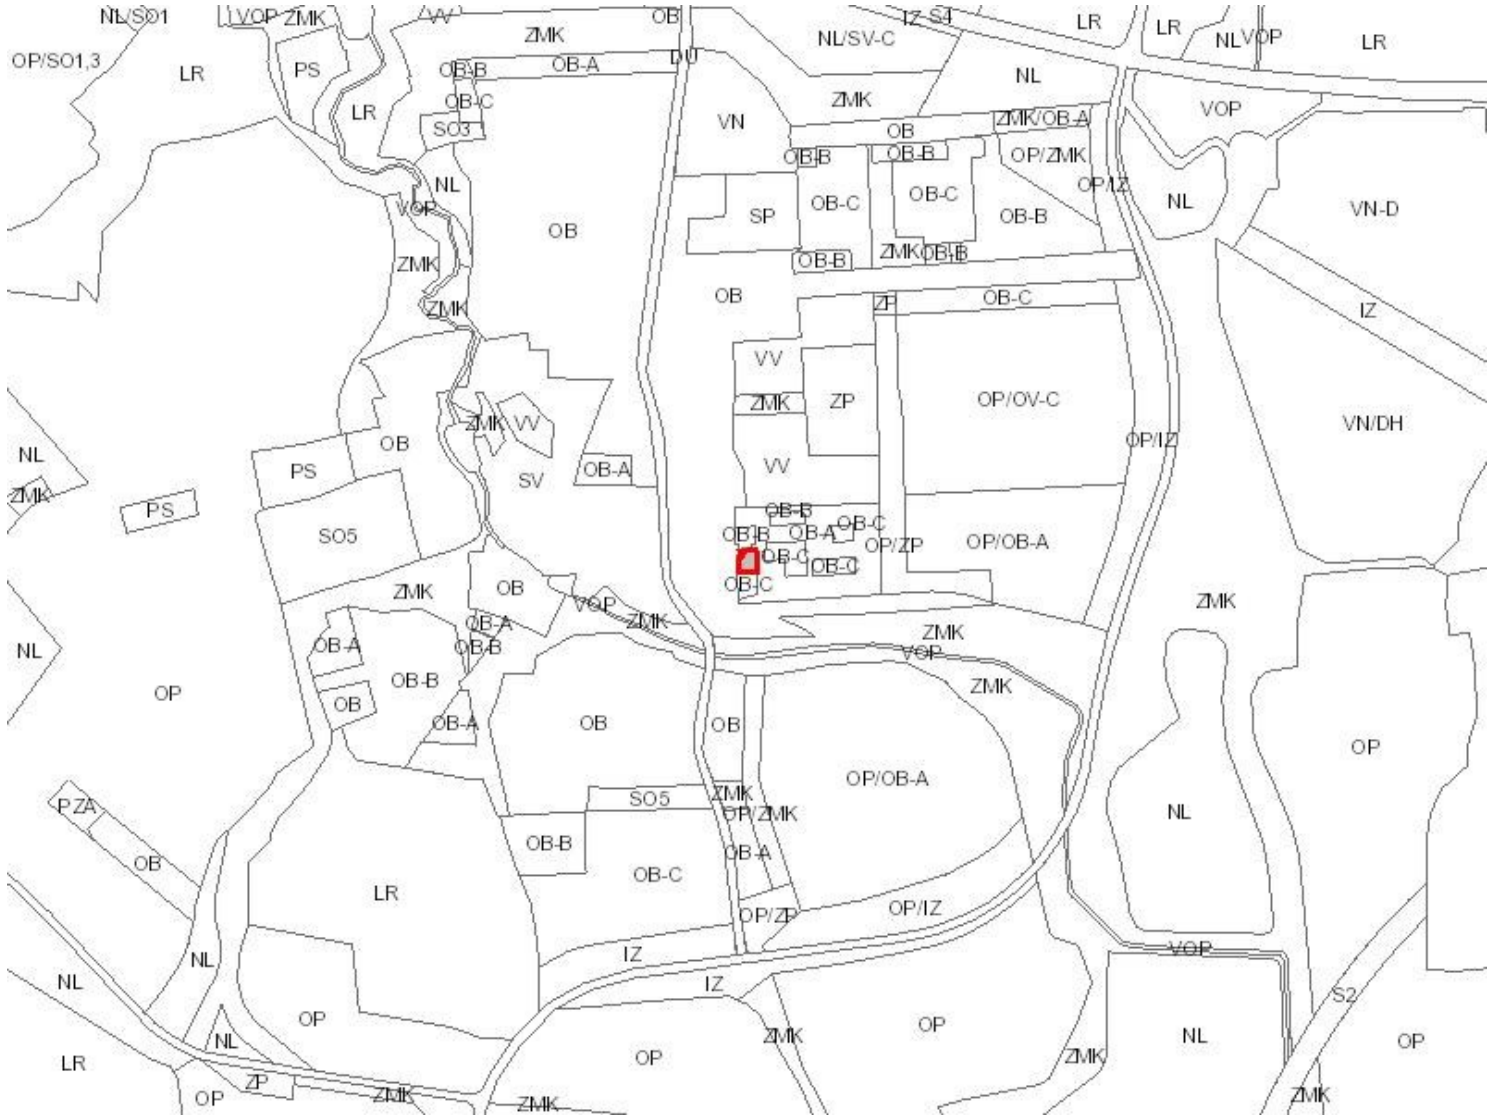 NL/SO1
VOP
ZMK
VV
OB
IZ
S4
LR
LR
NL
VOP
LR
OP/SO1,3
LR
PS
ZMK
DU
NL/SV-C
NL
OB-B
OB-A
OB-C
SO3
LR
VN
ZMK
OB
ZMK/OB-A
VOP
OB-B
OB-B
OP/ZMK
NL
VOP
SP
OB-C
OB-C
OB-B
OP/IZ
NL
VN-D
OB
ZMK
OB-B
ZMK
OB-B
ZMK
OB
ZP
OB-C
IZ
VV
ZMK
ZP
OP/OV-C
VN/DH
OB
ZMK
VV
OP/IZ
NL
ZMK
PS
PS
SV
OB-A
VV
SO5
OB-B
OB-B
OB-A
OB-C
OP/ZP
OP/OB-A
OB-C
OB-C
OB-C
ZMK
OB
VOP
ZMK
ZMK
ZMK
OB-A
OB-A
OB-B
VOP
NL
OP
OB-B
OB
OB-A
OB
OB
ZMK
OP
OP/OB-A
PZA
OB
SO5
ZMK
OP/ZMK
NL
OB-B
OB-A
OB-C
LR
OP/ZP
OP/IZ
VOP
NL
NL
IZ
IZ
S2
OP
NL
ZMK
OP
NL
OP
LR
ZP
OP
ZMK
ZMK
OP
ZMK
ZMK